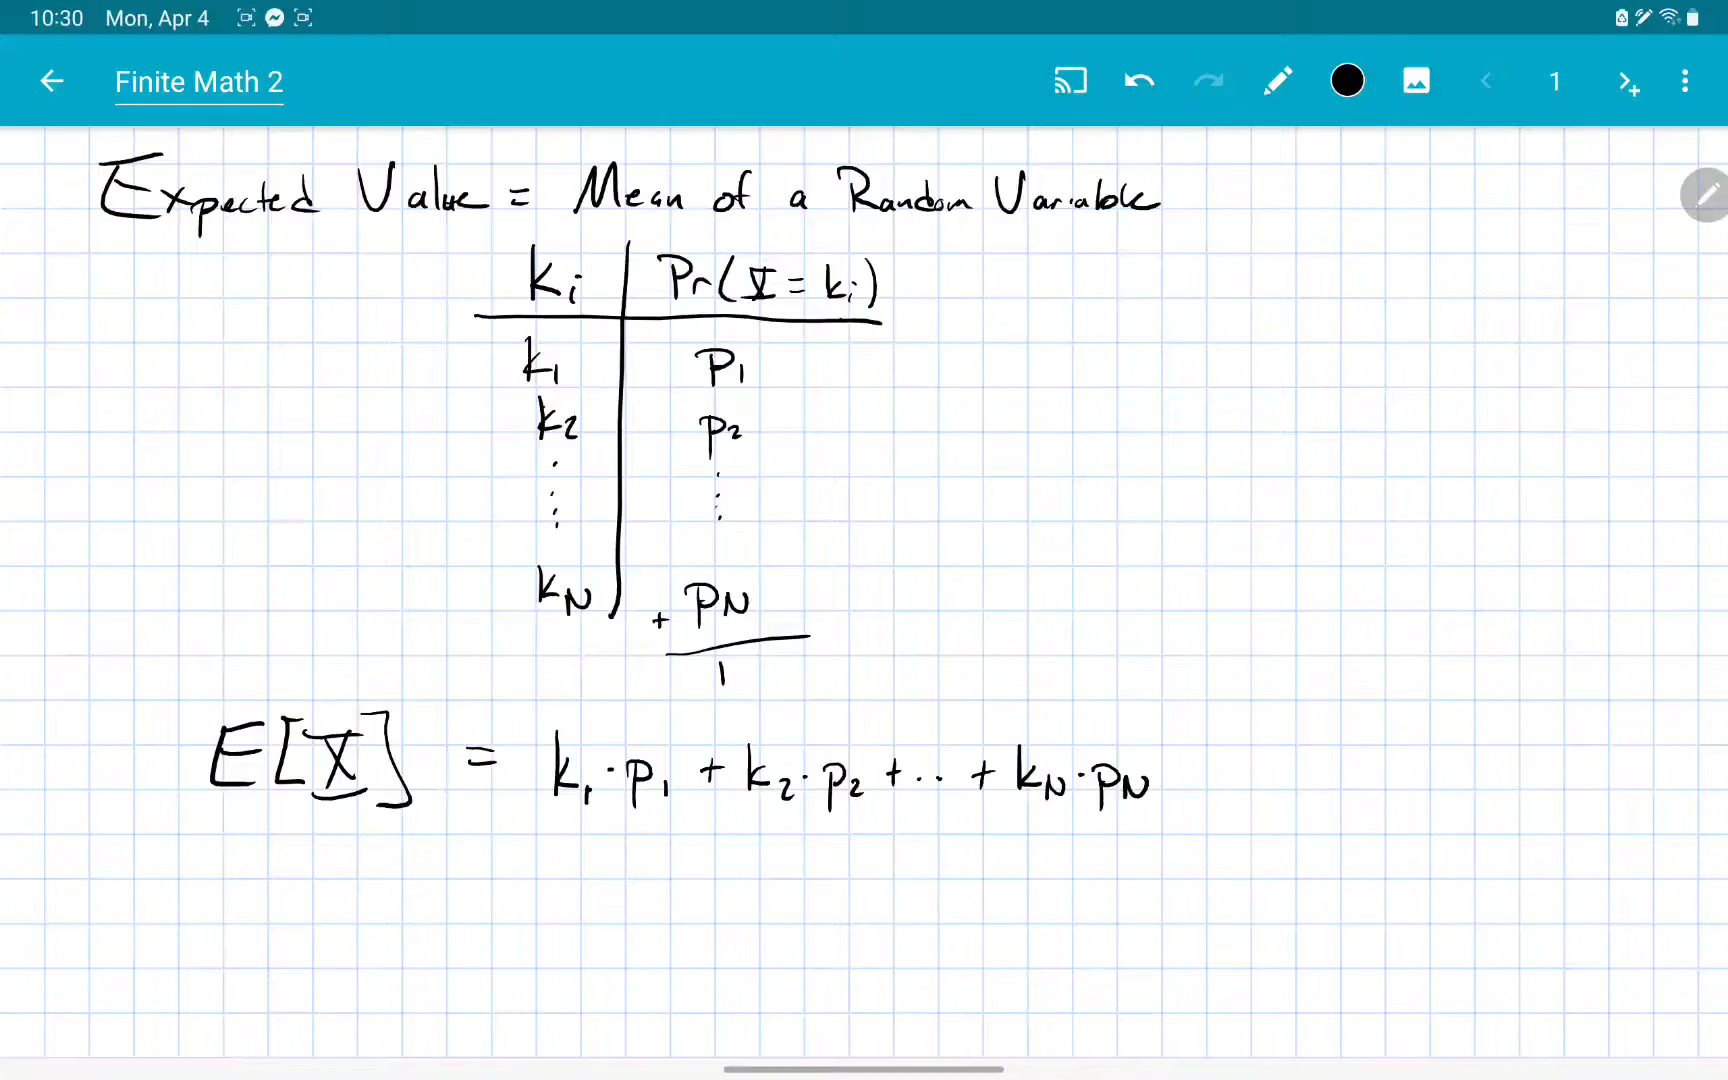 10:30 Mon, Apr 4
Finite Math 2
1
Expected Value = Mean of a Random Variable
kᵢ Pr(X = kᵢ)
k₁ p₁
k₂ p₂
⋮ ⋮
k_N + p_N
1
E[X] = k₁·p₁ + k₂·p₂ + ·· + k_N·p_N